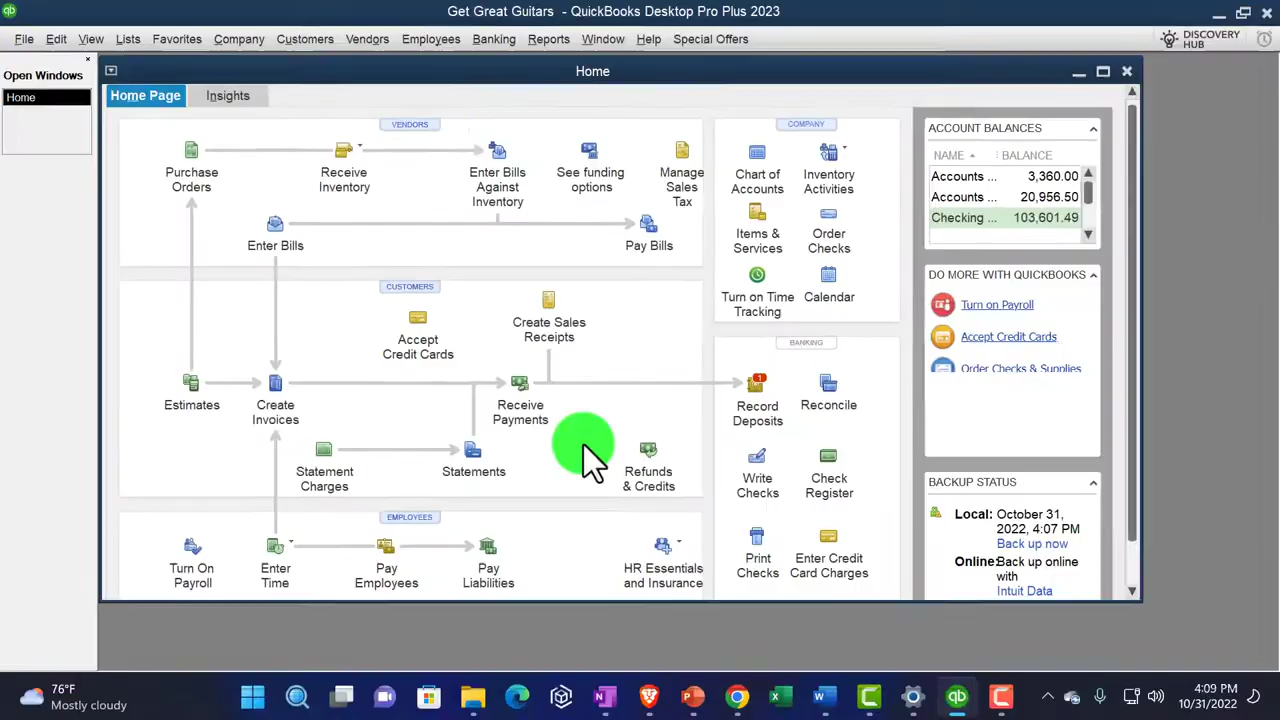 qb
Get Great Guitars - QuickBooks Desktop Pro Plus 2023
File Edit View Lists Favorites Company Customers Vendors Employees Banking Reports Window Help Special Offers
DISCOVERY
HUB
Open Windows
Home
Home
Home Page
Insights
VENDORS
Purchase
Orders
Receive
Inventory
Enter Bills
Against
Inventory
See funding
options
Manage
Sales
Tax
Enter Bills
Pay Bills
CUSTOMERS
Accept
Credit Cards
Create Sales
Receipts
Estimates
Create
Invoices
Receive
Payments
Statement
Charges
Statements
Refunds
& Credits
EMPLOYEES
Turn On
Payroll
Enter
Time
Pay
Employees
Pay
Liabilities
HR Essentials
and Insurance
COMPANY
Chart of
Accounts
Inventory
Activities
Items &
Services
Order
Checks
Turn on Time
Tracking
Calendar
BANKING
1
Record
Deposits
Reconcile
Write
Checks
Check
Register
Print
Checks
Enter Credit
Card Charges
ACCOUNT BALANCES
NAME BALANCE
Accounts ... 3,360.00
Accounts ... 20,956.50
Checking ... 103,601.49
DO MORE WITH QUICKBOOKS
Turn on Payroll
Accept Credit Cards
Order Checks & Supplies
BACKUP STATUS
Local: October 31,
2022, 4:07 PM
Back up now
Online: Back up online
with
Intuit Data
76°F
Mostly cloudy
qb
4:09 PM
10/31/2022